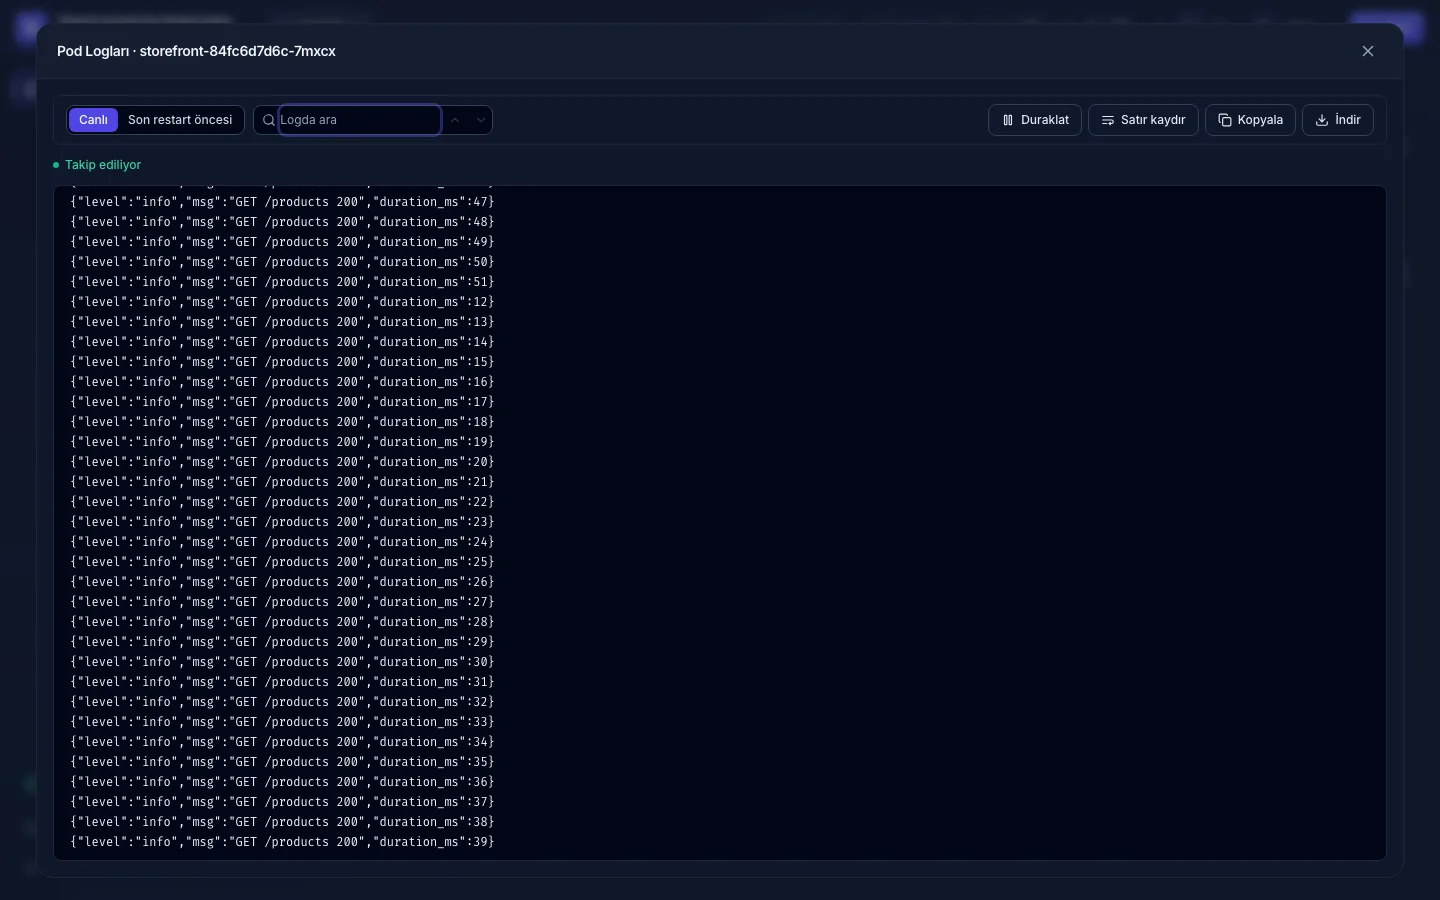 Pod Logları · storefront-84fc6d7d6c-7mxcx
Canlı Son restart öncesi Logda ara Duraklat Satır kaydır Kopyala İndir
Takip ediliyor
{"level":"info","msg":"GET /products 200","duration_ms":47}
{"level":"info","msg":"GET /products 200","duration_ms":48}
{"level":"info","msg":"GET /products 200","duration_ms":49}
{"level":"info","msg":"GET /products 200","duration_ms":50}
{"level":"info","msg":"GET /products 200","duration_ms":51}
{"level":"info","msg":"GET /products 200","duration_ms":12}
{"level":"info","msg":"GET /products 200","duration_ms":13}
{"level":"info","msg":"GET /products 200","duration_ms":14}
{"level":"info","msg":"GET /products 200","duration_ms":15}
{"level":"info","msg":"GET /products 200","duration_ms":16}
{"level":"info","msg":"GET /products 200","duration_ms":17}
{"level":"info","msg":"GET /products 200","duration_ms":18}
{"level":"info","msg":"GET /products 200","duration_ms":19}
{"level":"info","msg":"GET /products 200","duration_ms":20}
{"level":"info","msg":"GET /products 200","duration_ms":21}
{"level":"info","msg":"GET /products 200","duration_ms":22}
{"level":"info","msg":"GET /products 200","duration_ms":23}
{"level":"info","msg":"GET /products 200","duration_ms":24}
{"level":"info","msg":"GET /products 200","duration_ms":25}
{"level":"info","msg":"GET /products 200","duration_ms":26}
{"level":"info","msg":"GET /products 200","duration_ms":27}
{"level":"info","msg":"GET /products 200","duration_ms":28}
{"level":"info","msg":"GET /products 200","duration_ms":29}
{"level":"info","msg":"GET /products 200","duration_ms":30}
{"level":"info","msg":"GET /products 200","duration_ms":31}
{"level":"info","msg":"GET /products 200","duration_ms":32}
{"level":"info","msg":"GET /products 200","duration_ms":33}
{"level":"info","msg":"GET /products 200","duration_ms":34}
{"level":"info","msg":"GET /products 200","duration_ms":35}
{"level":"info","msg":"GET /products 200","duration_ms":36}
{"level":"info","msg":"GET /products 200","duration_ms":37}
{"level":"info","msg":"GET /products 200","duration_ms":38}
{"level":"info","msg":"GET /products 200","duration_ms":39}